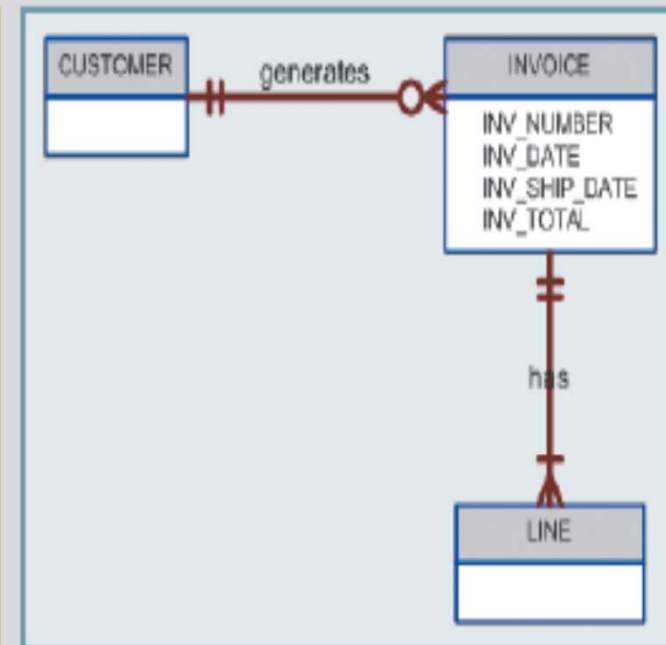 CUSTOMER
generates
INVOICE
INV_NUMBER
INV_DATE
INV_SHIP_DATE
INV_TOTAL
has
LINE